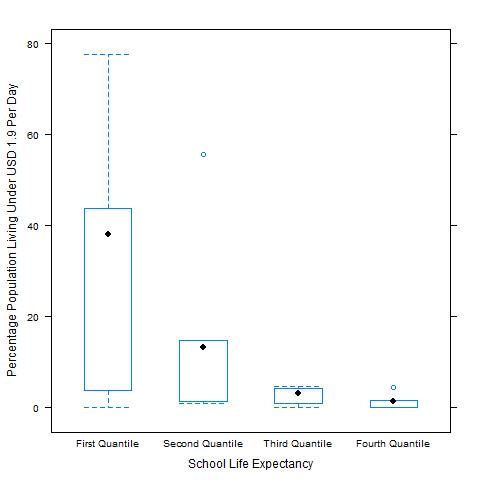 Percentage Population Living Under USD 1.9 Per Day
80
60
40
20
0
First Quantile Second Quantile Third Quantile Fourth Quantile
School Life Expectancy